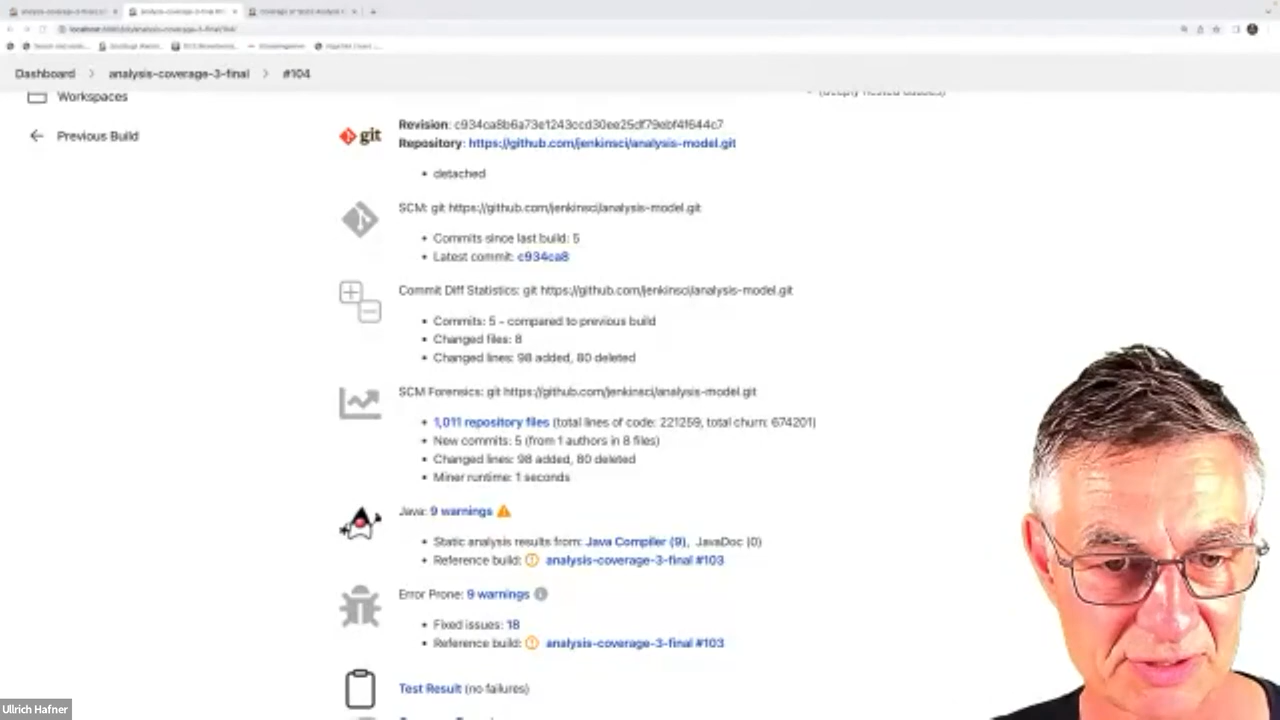 Dashboard > analysis-coverage-3-final > #104
Workspaces
Previous Build
git
Revision: c934ca8b6a73e1243ccd30ee25df79ebf41644c7
Repository: https://github.com/jenkinsci/analysis-model.git
• detached
SCM: git https://github.com/jenkinsci/analysis-model.git
• Commits since last build: 5
• Latest commit: c934ca8
Commit Diff Statistics: git https://github.com/jenkinsci/analysis-model.git
• Commits: 5 - compared to previous build
• Changed files: 8
• Changed lines: 98 added, 80 deleted
SCM Forensics: git https://github.com/jenkinsci/analysis-model.git
• 1,011 repository files (total lines of code: 221259, total churn: 674201)
• New commits: 5 (from 1 authors in 8 files)
• Changed lines: 98 added, 80 deleted
• Miner runtime: 1 seconds
Java: 9 warnings
• Static analysis results from: Java Compiler (9), JavaDoc (0)
• Reference build: analysis-coverage-3-final #103
Error Prone: 9 warnings
• Fixed issues: 18
• Reference build: analysis-coverage-3-final #103
Test Result (no failures)
Ullrich Hafner